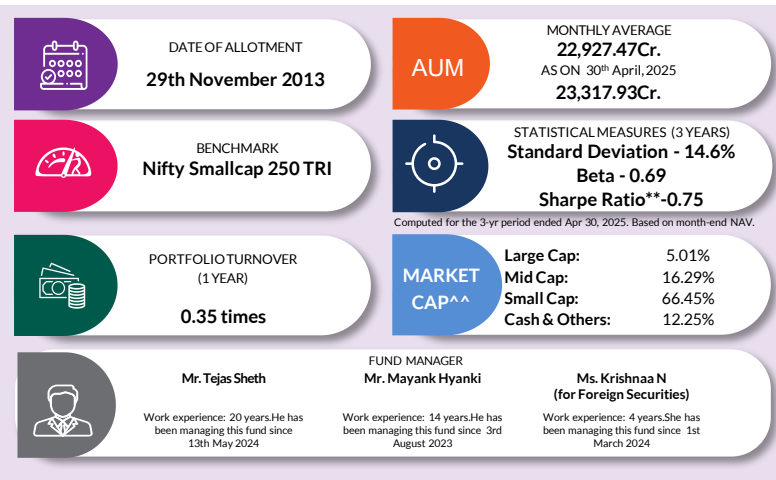 DATE OF ALLOTMENT
29th November 2013
AUM
MONTHLY AVERAGE
22,927.47Cr.
AS ON 30th April,2025
23,317.93Cr.
BENCHMARK
Nifty Smallcap 250 TRI
STATISTICAL MEASURES (3 YEARS)
Standard Deviation - 14.6%
Beta - 0.69
Sharpe Ratio**-0.75
Computed for the 3-yr period ended Apr 30, 2025. Based on month-end NAV.
PORTFOLIO TURNOVER
(1 YEAR)
0.35 times
MARKET
CAP^^
Large Cap: 5.01%
Mid Cap: 16.29%
Small Cap: 66.45%
Cash & Others: 12.25%
FUND MANAGER
Mr. Tejas Sheth
Work experience: 20 years.He has
been managing this fund since
13th May 2024
Mr. Mayank Hyanki
Work experience: 14 years.He has
been managing this fund since 3rd
August 2023
Ms. Krishnaa N
(for Foreign Securities)
Work experience: 4 years.She has
been managing this fund since 1st
March 2024